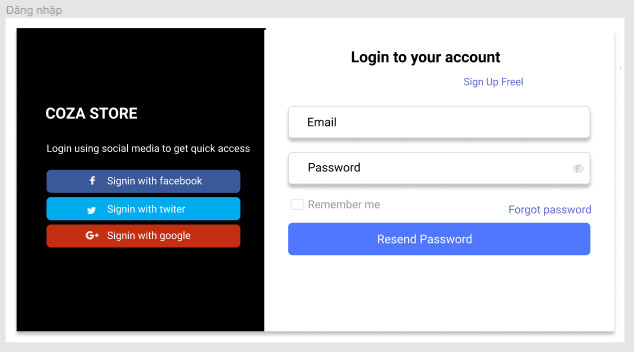 Đăng nhập
COZA STORE
Login using social media to get quick access
Signin with facebook
Signin with twiter
G+ Signin with google
Login to your account
Sign Up Freel
Email
Password
Remember me
Forgot password
Resend Password